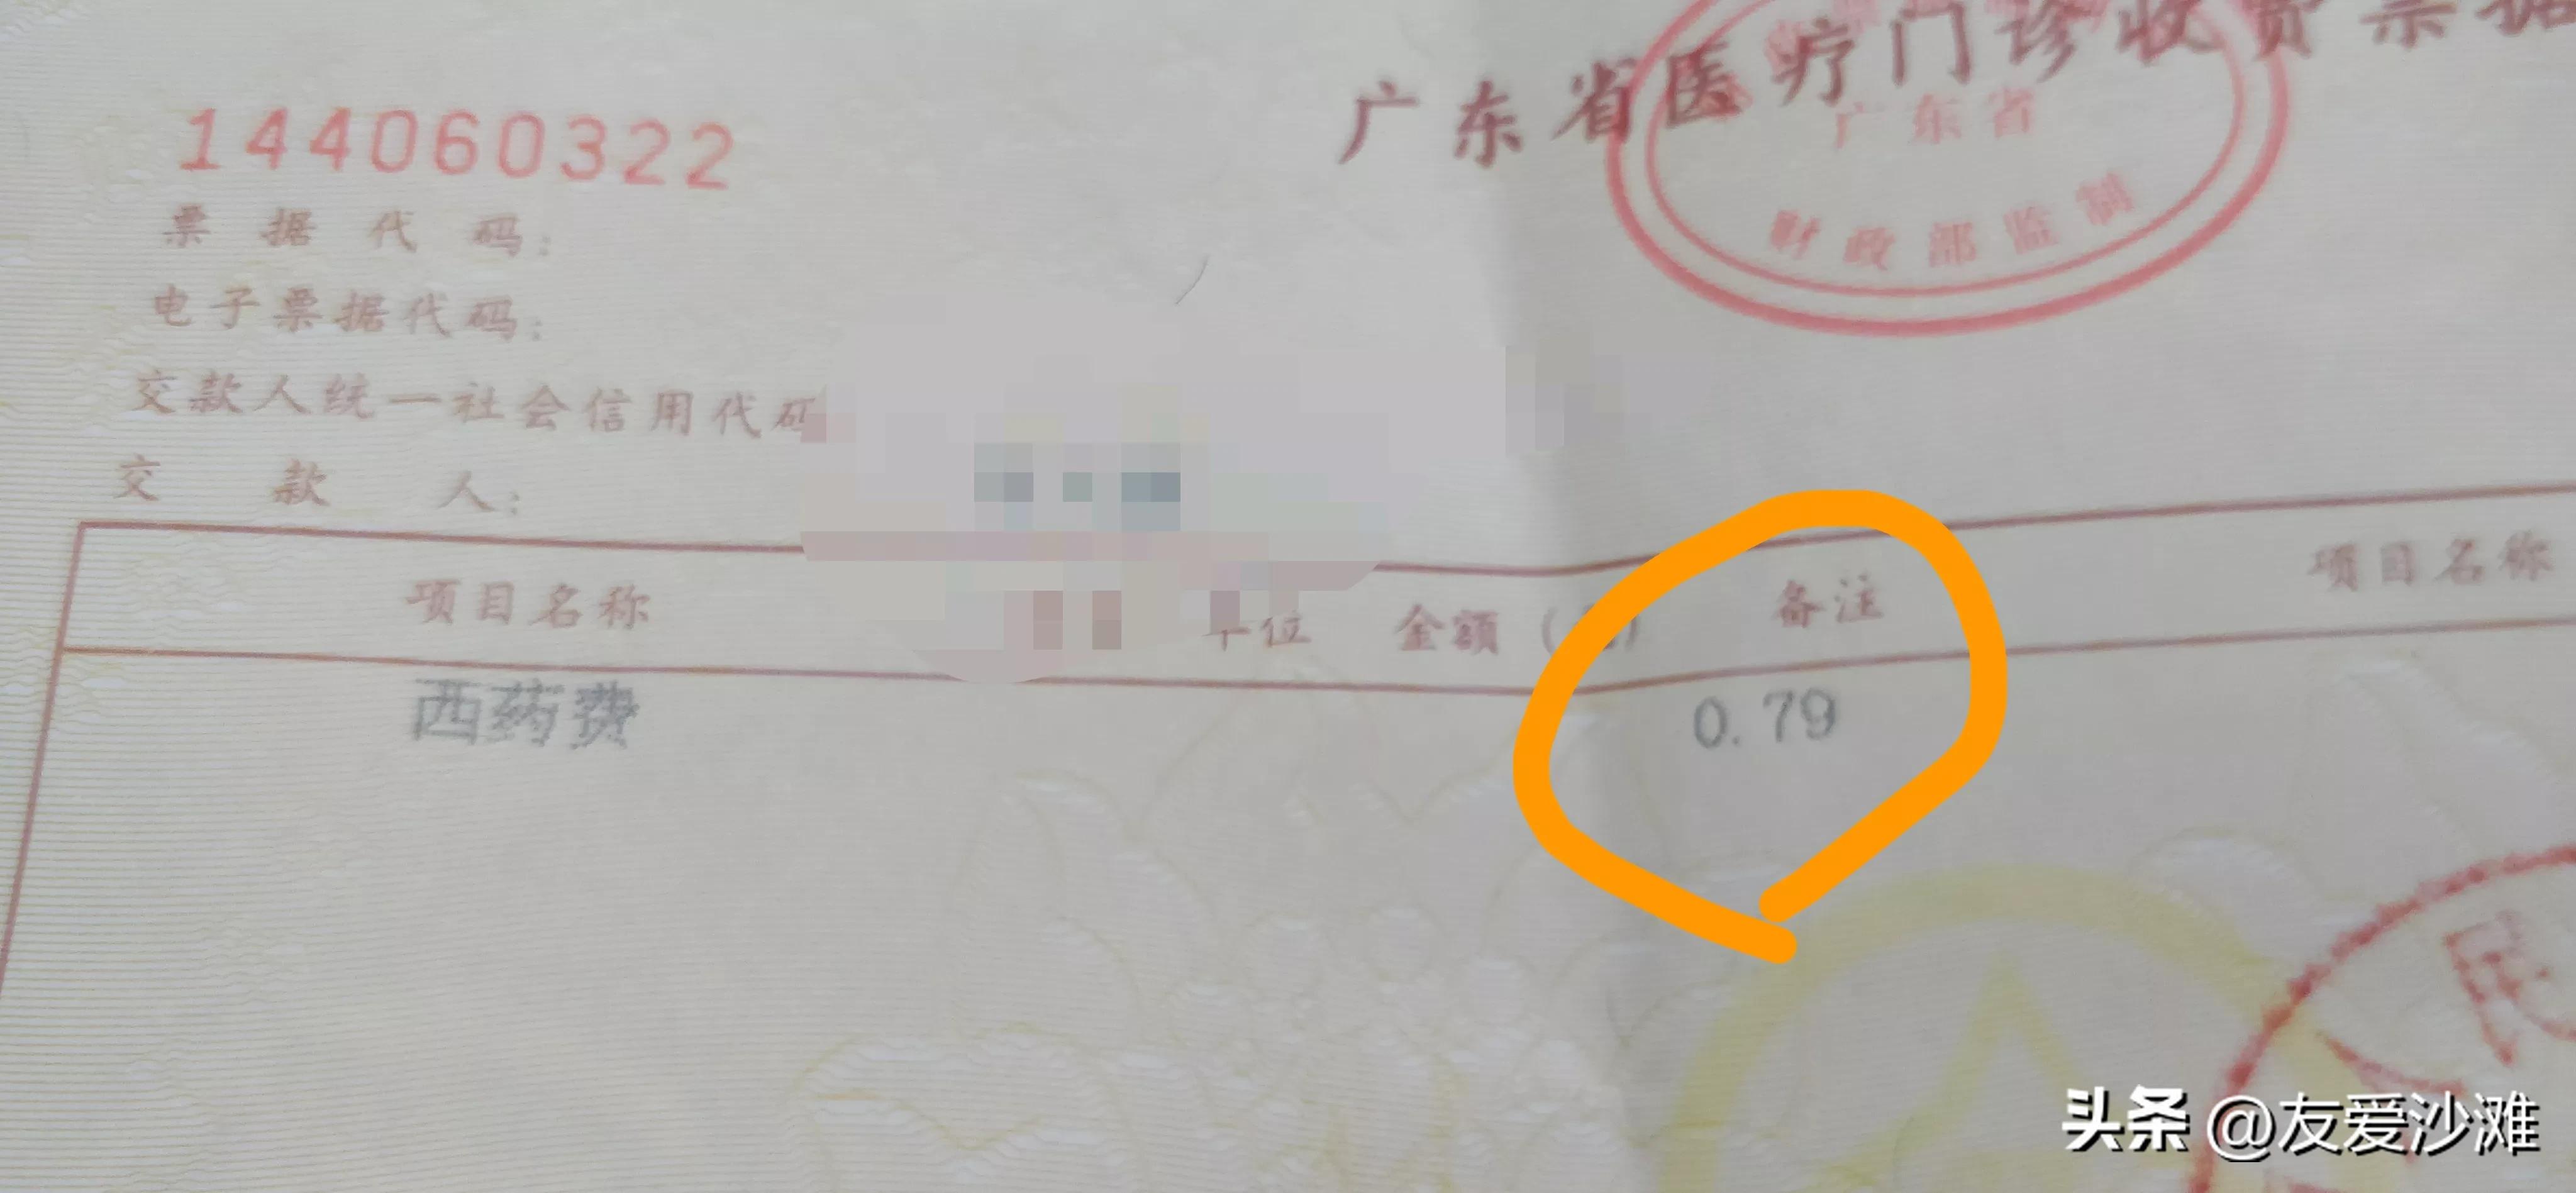 广东省医疗门诊收费票据
广东省
财政部监制
144060322
票据代码：
电子票据代码：
交款人统一社会信用代码
交款人：
项目名称 单位 金额（ ） 备注 项目名称
西药费 0.79
民
头条 @友爱沙滩